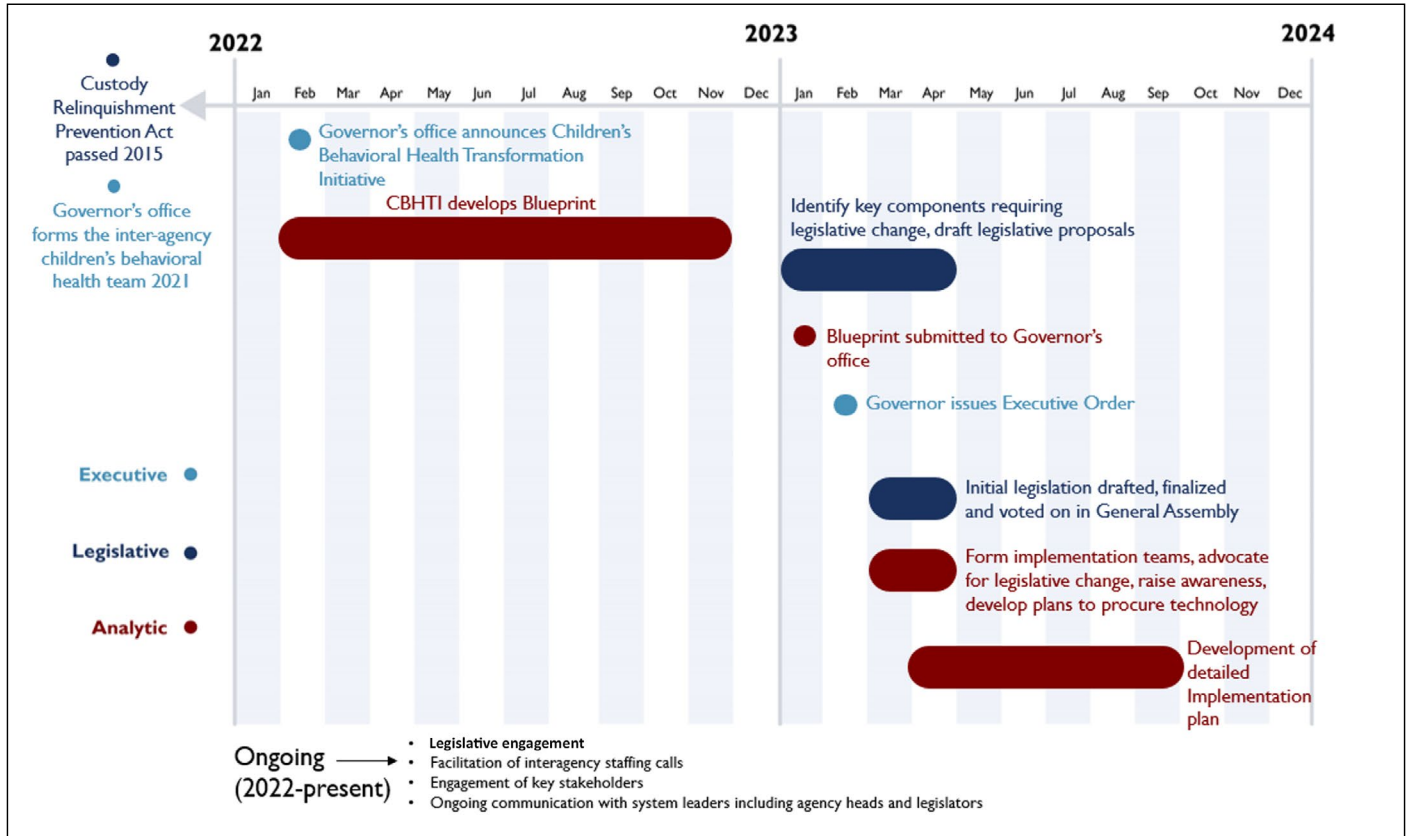 2022
2023
2024
Jan Feb Mar Apr May Jun Jul Aug Sep Oct Nov Dec Jan Feb Mar Apr May Jun Jul Aug Sep Oct Nov Dec
Custody
Relinquishment
Prevention Act
passed 2015
Governor's office
forms the inter-agency
children's behavioral
health team 2021
Governor's office announces Children's
Behavioral Health Transformation
Initiative
CBHTI develops Blueprint
Identify key components requiring
legislative change, draft legislative proposals
Blueprint submitted to Governor's
office
Governor issues Executive Order
Executive
Legislative
Analytic
Initial legislation drafted, finalized
and voted on in General Assembly
Form implementation teams, advocate
for legislative change, raise awareness,
develop plans to procure technology
Development of
detailed
Implementation
plan
Ongoing
(2022-present)
• Legislative engagement
• Facilitation of interagency staffing calls
• Engagement of key stakeholders
• Ongoing communication with system leaders including agency heads and legislators